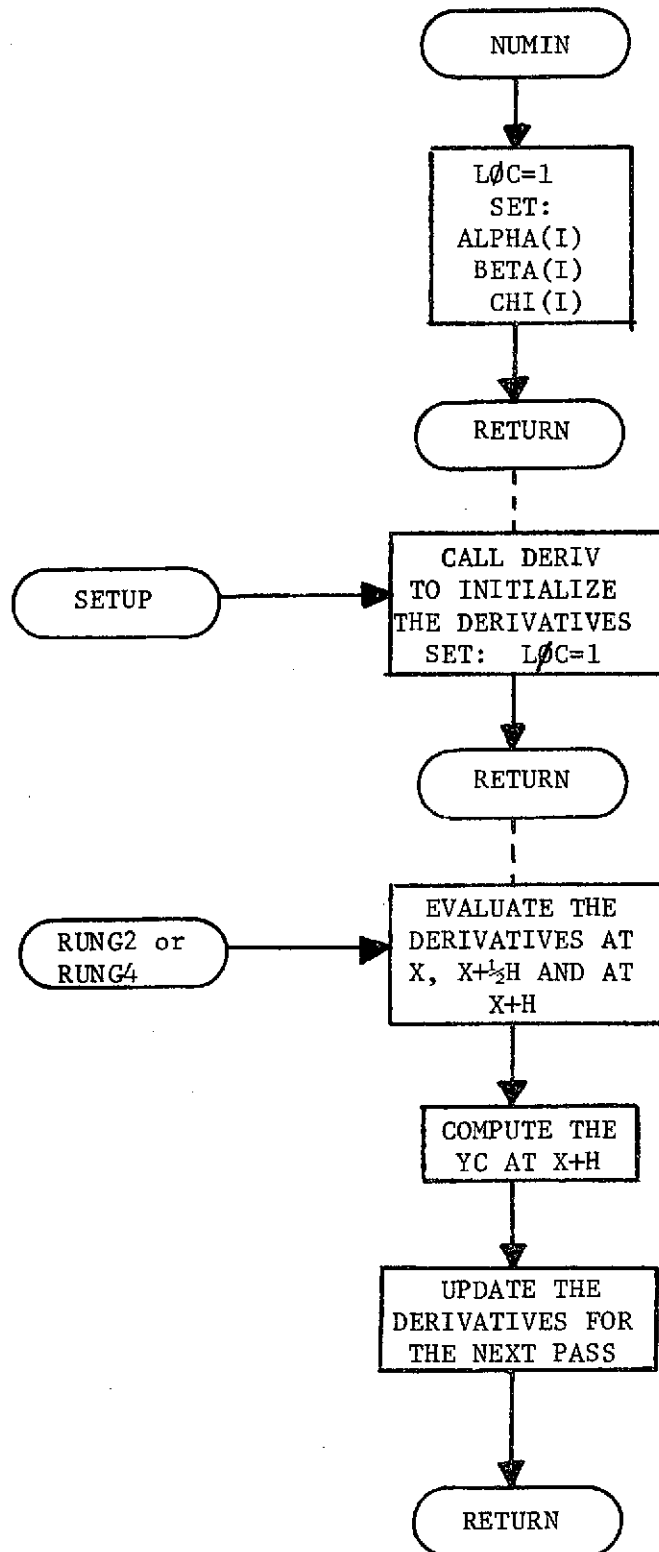 NUMIN
LØC=1
SET:
ALPHA(I)
BETA(I)
CHI(I)
RETURN
SETUP
CALL DERIV
TO INITIALIZE
THE DERIVATIVES
SET: LØC=1
RETURN
RUNG2 or
RUNG4
EVALUATE THE
DERIVATIVES AT
X, X+½H AND AT
X+H
COMPUTE THE
YC AT X+H
UPDATE THE
DERIVATIVES FOR
THE NEXT PASS
RETURN